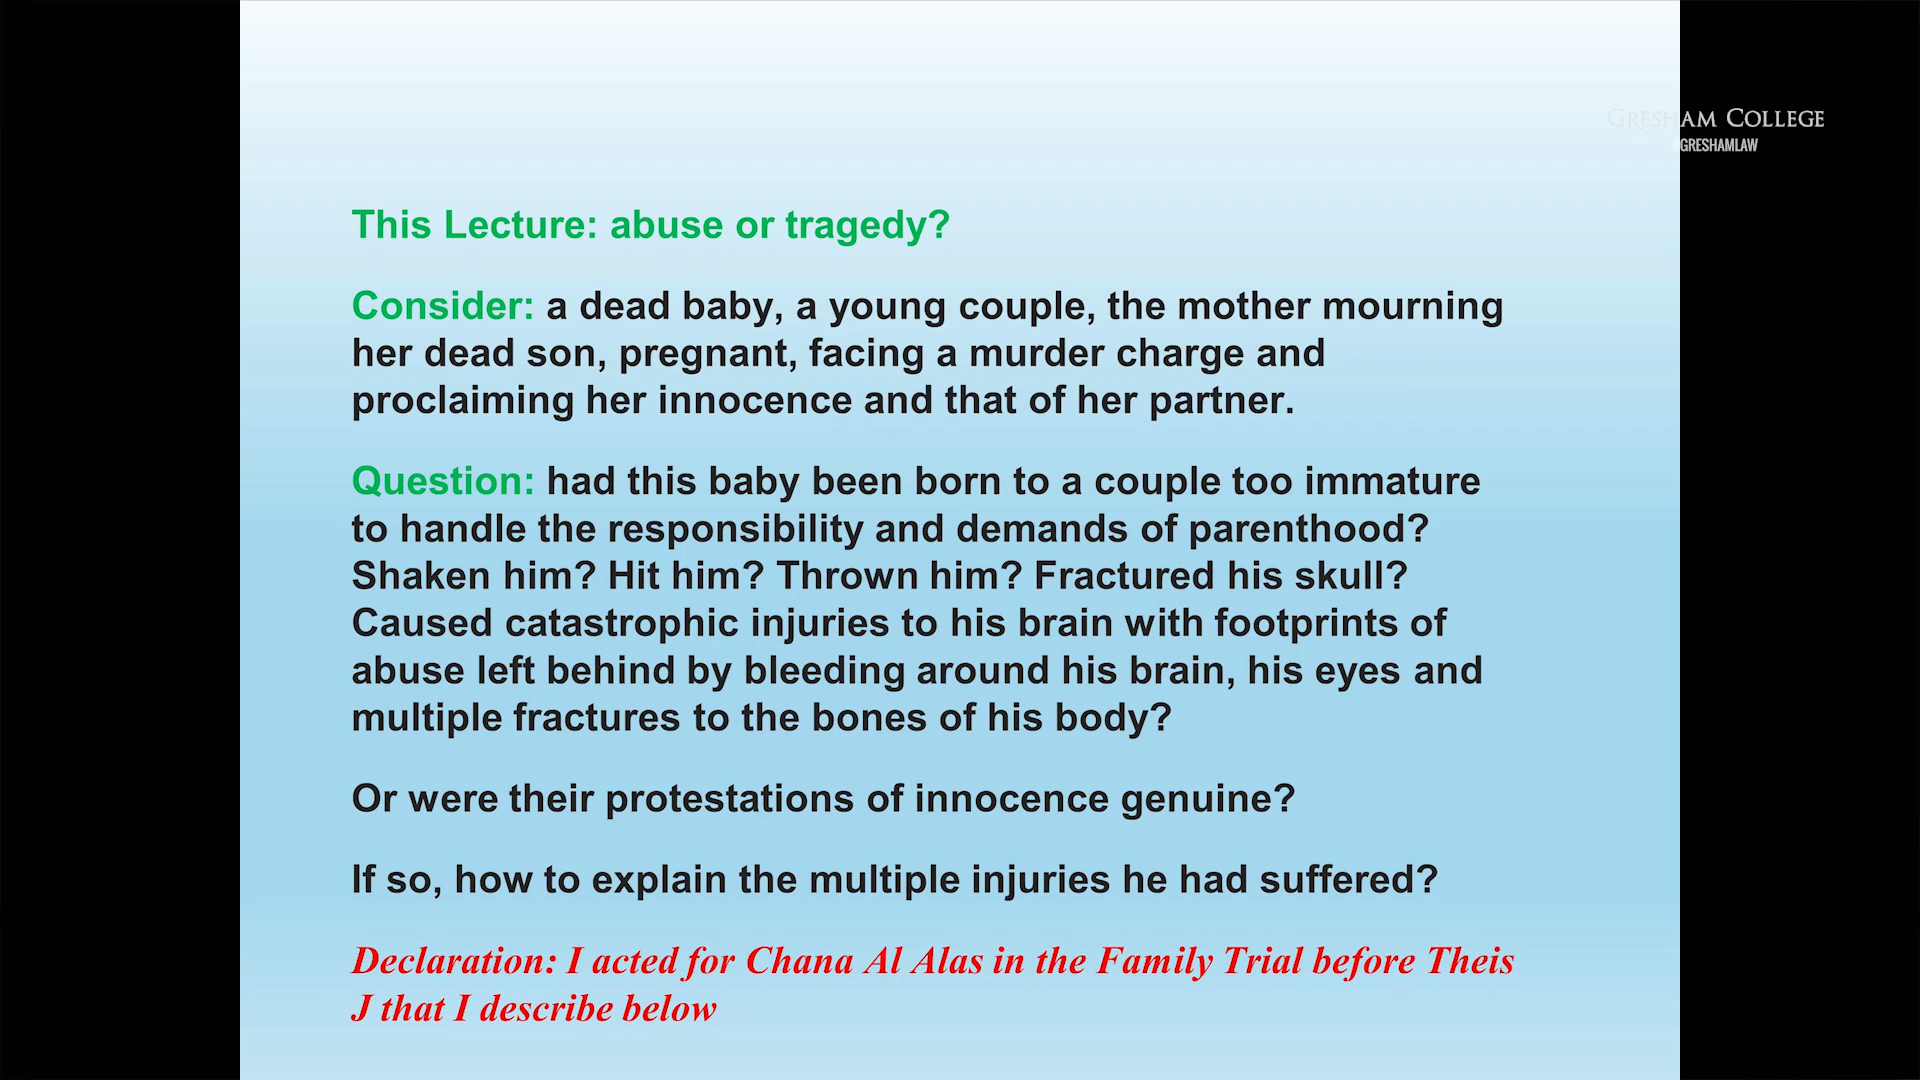 GRESHAM COLLEGE
#GRESHAMLAW
This Lecture: abuse or tragedy?
Consider: a dead baby, a young couple, the mother mourning
her dead son, pregnant, facing a murder charge and
proclaiming her innocence and that of her partner.
Question: had this baby been born to a couple too immature
to handle the responsibility and demands of parenthood?
Shaken him? Hit him? Thrown him? Fractured his skull?
Caused catastrophic injuries to his brain with footprints of
abuse left behind by bleeding around his brain, his eyes and
multiple fractures to the bones of his body?
Or were their protestations of innocence genuine?
If so, how to explain the multiple injuries he had suffered?
Declaration: I acted for Chana Al Alas in the Family Trial before Theis
J that I describe below